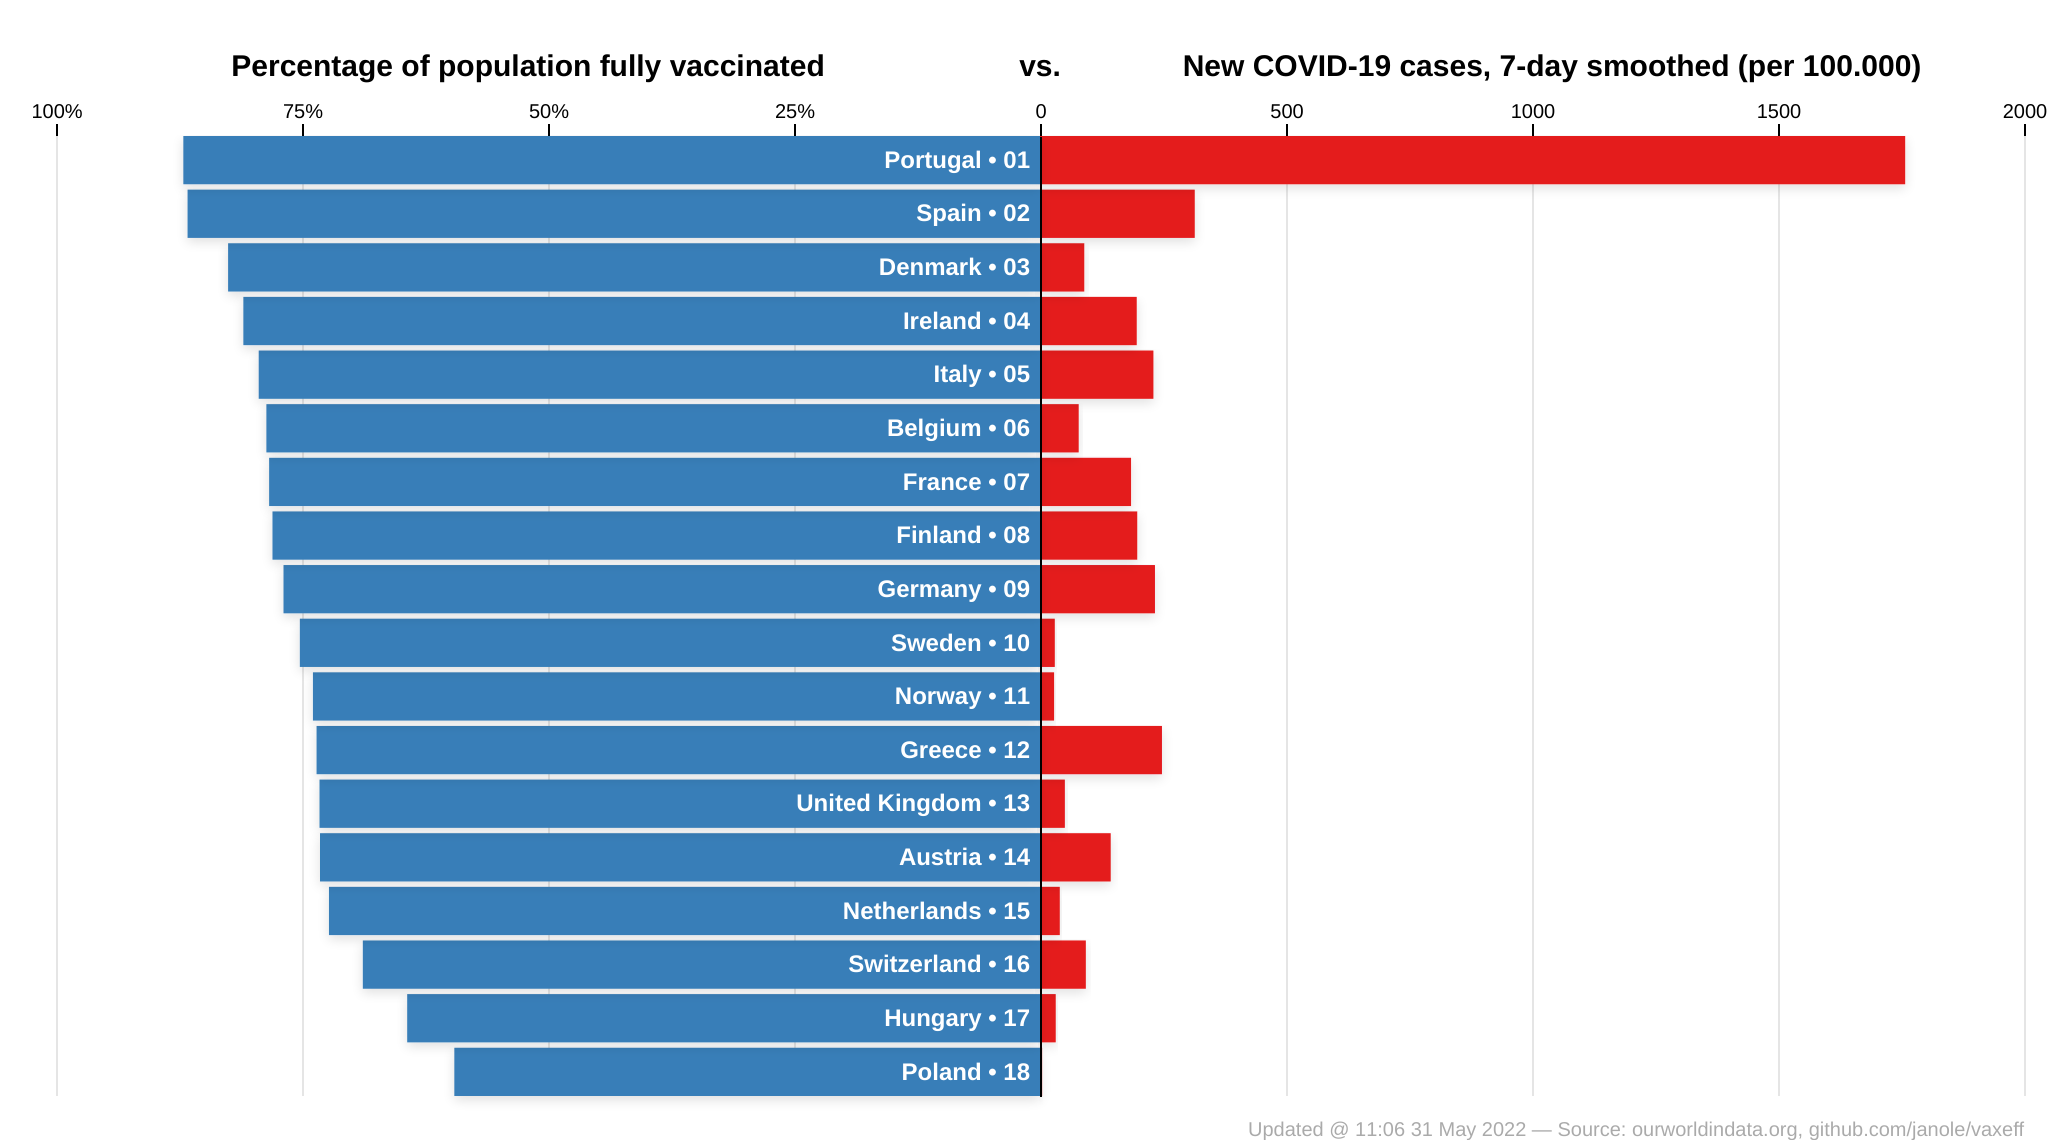 Percentage of population fully vaccinated vs. New COVID-19 cases, 7-day smoothed (per 100.000)
100% 75% 50% 25% 0 500 1000 1500 2000
Portugal • 01
Spain • 02
Denmark • 03
Ireland • 04
Italy • 05
Belgium • 06
France • 07
Finland • 08
Germany • 09
Sweden • 10
Norway • 11
Greece • 12
United Kingdom • 13
Austria • 14
Netherlands • 15
Switzerland • 16
Hungary • 17
Poland • 18
Updated @ 11:06 31 May 2022 — Source: ourworldindata.org, github.com/janole/vaxeff